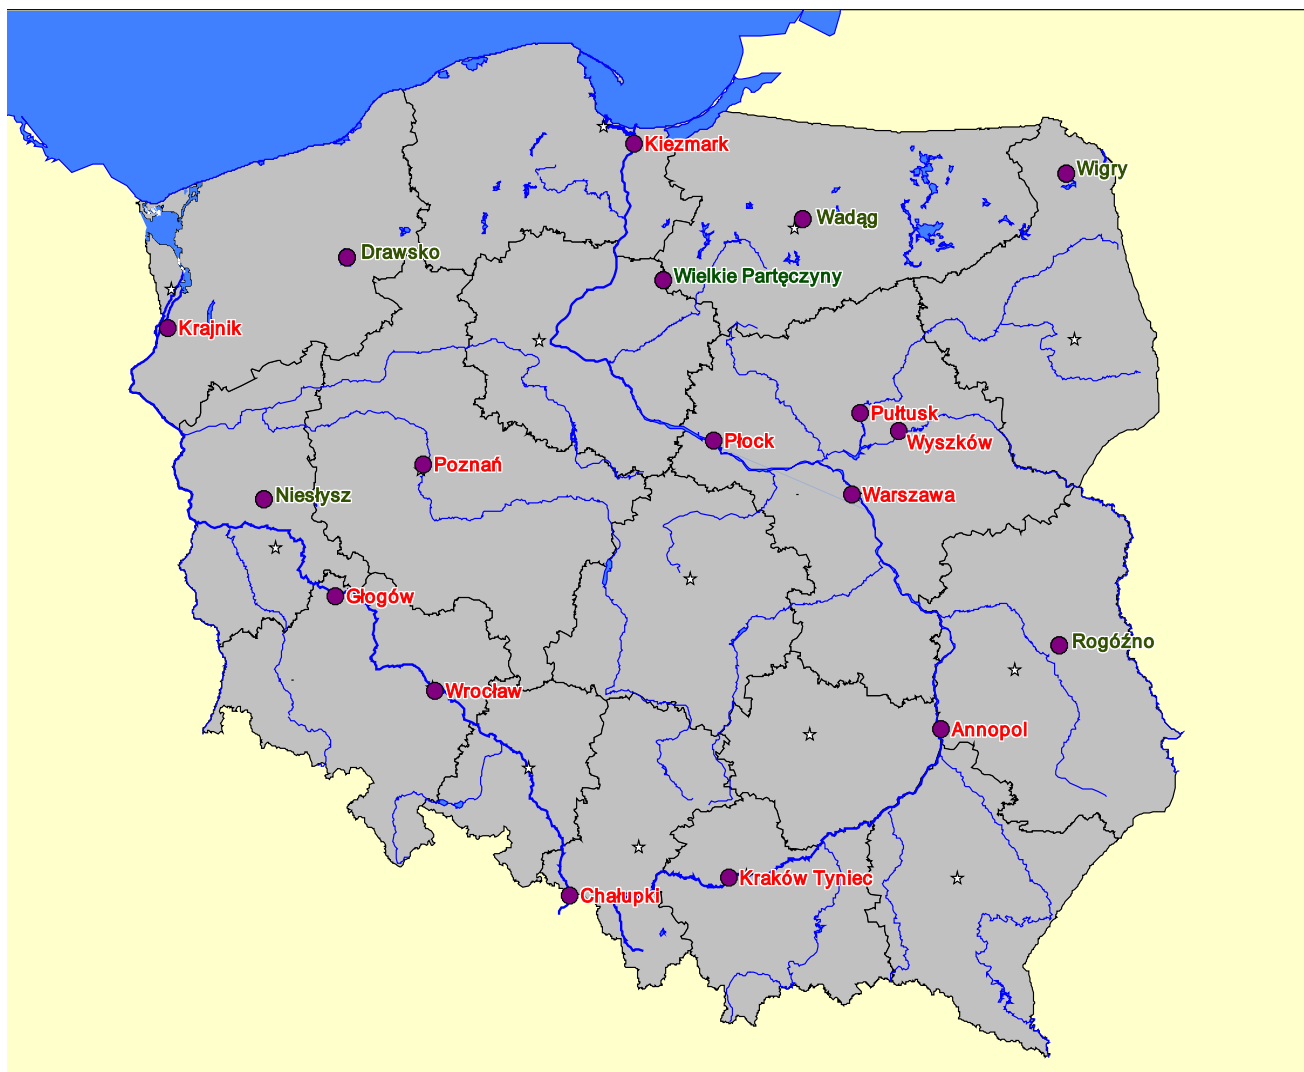 Kiezmark
Wigry
Wadąg
Drawsko
Wielkie Partęczyny
Krajnik
Pułtusk
Płock
Wyszków
Poznań
Niesłysz
Warszawa
Głogów
Rogóźno
Wrocław
Annopol
Kraków Tyniec
Chałupki